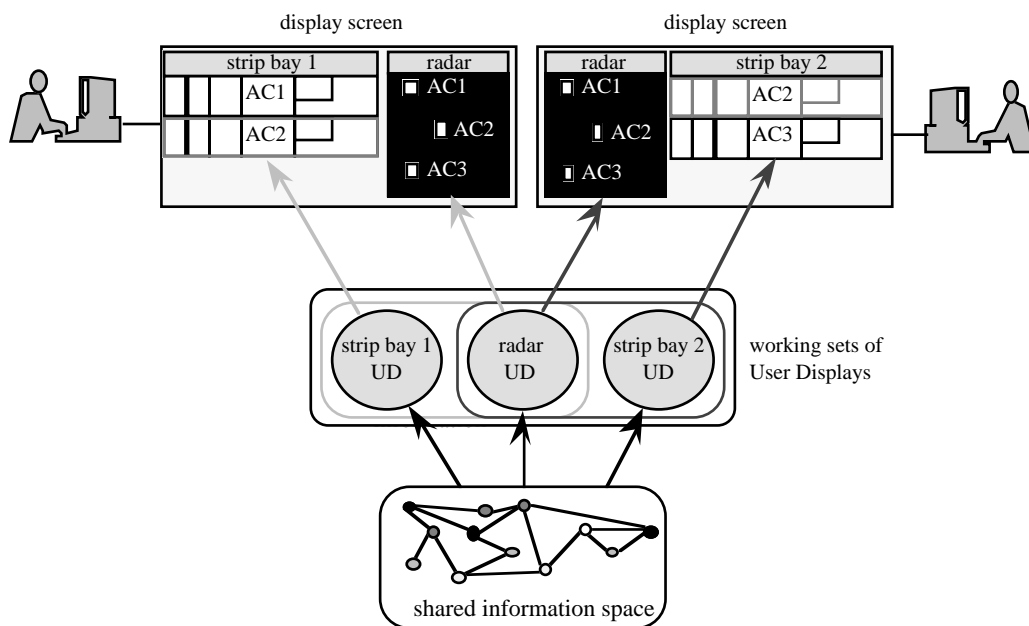 display screen
display screen
strip bay 1
radar
radar
strip bay 2
AC1
AC2
AC1
AC2
AC3
AC1
AC2
AC3
AC2
AC3
strip bay 1
UD
radar
UD
strip bay 2
UD
working sets of
User Displays
shared information space